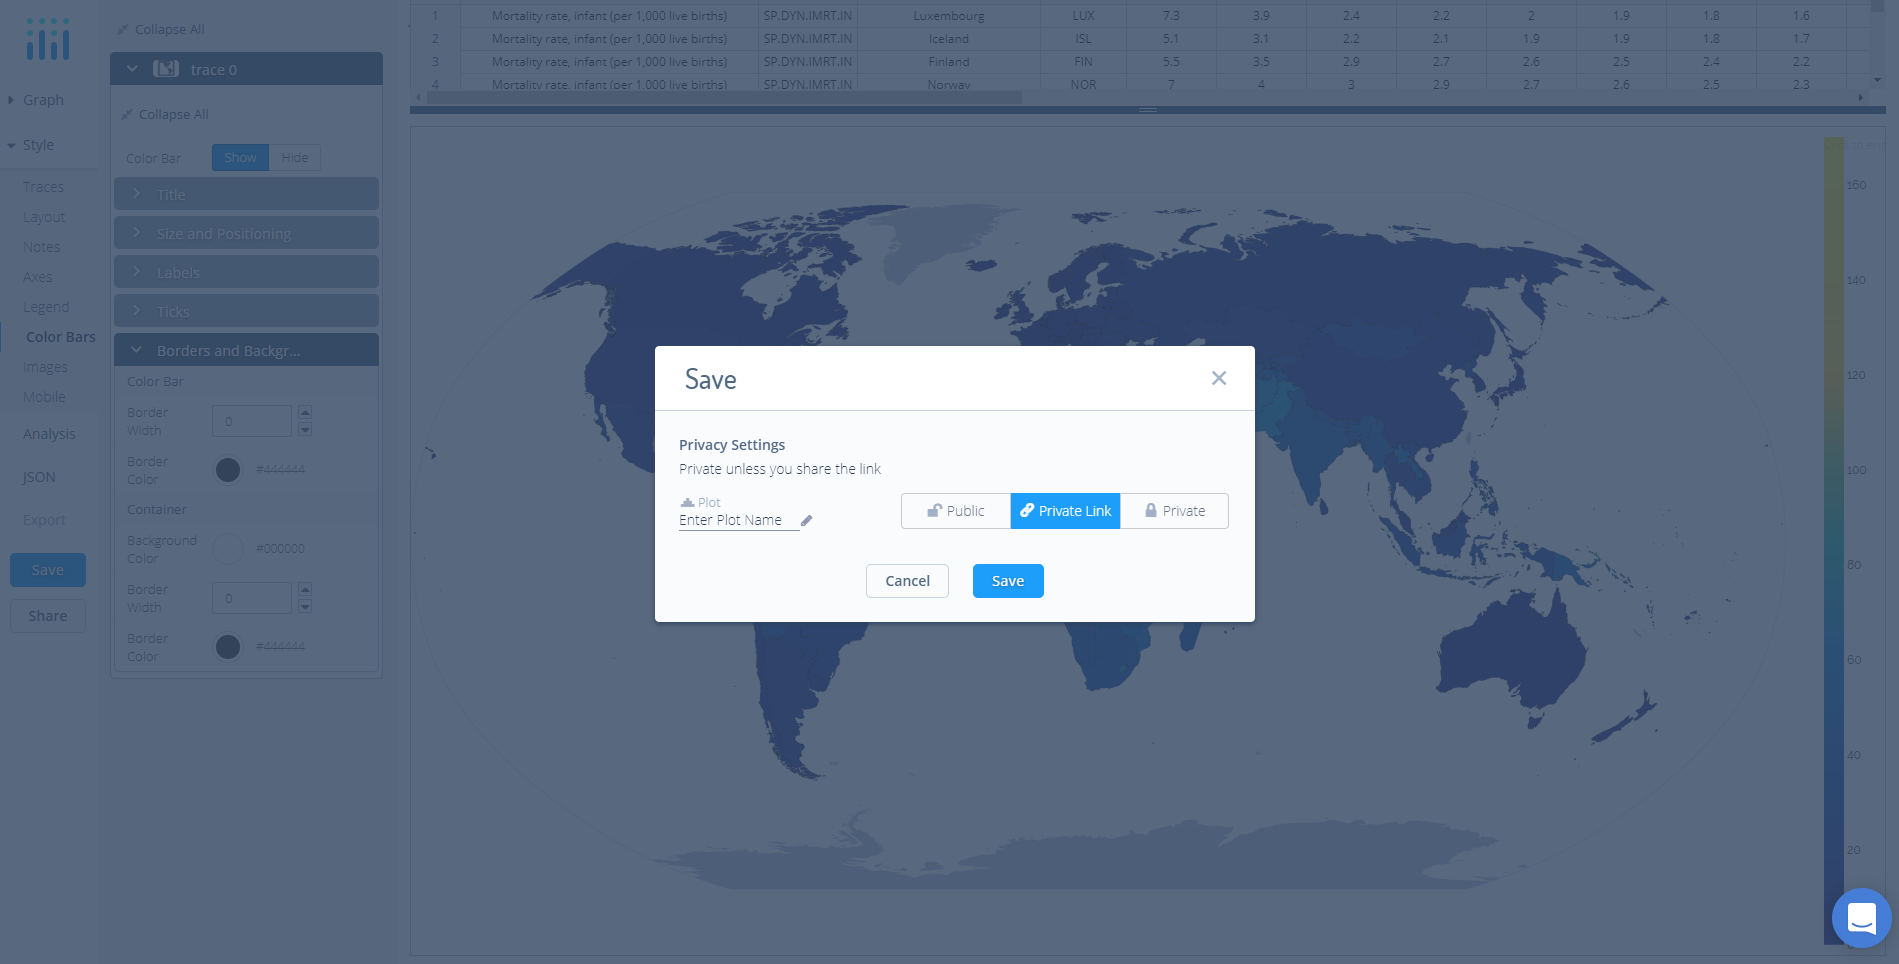 Collapse All
trace 0
Graph
Collapse All
Style
Color Bar Show Hide
Traces
Title
Layout
Size and Positioning
Notes
Labels
Axes
Ticks
Legend
Color Bars
Borders and Backgr...
Images
Color Bar
Mobile
Border Width 0
Analysis
Border Color #444444
JSON
Container
Export
Background Color #000000
Save
Border Width 0
Share
Border Color #444444
1 Mortality rate, infant (per 1,000 live births) SP.DYN.IMRT.IN Luxembourg LUX 7.3 3.9 2.4 2.2 2 1.9 1.8 1.6
2 Mortality rate, infant (per 1,000 live births) SP.DYN.IMRT.IN Iceland ISL 5.1 3.1 2.2 2.1 1.9 1.9 1.8 1.7
3 Mortality rate, infant (per 1,000 live births) SP.DYN.IMRT.IN Finland FIN 5.5 3.5 2.9 2.7 2.6 2.5 2.4 2.2
4 Mortality rate, infant (per 1,000 live births) SP.DYN.IMRT.IN Norway NOR 7 4 3 2.9 2.7 2.6 2.5 2.3
160
140
120
100
80
60
40
20
Save
Privacy Settings
Private unless you share the link
Plot
Enter Plot Name
Public Private Link Private
Cancel Save